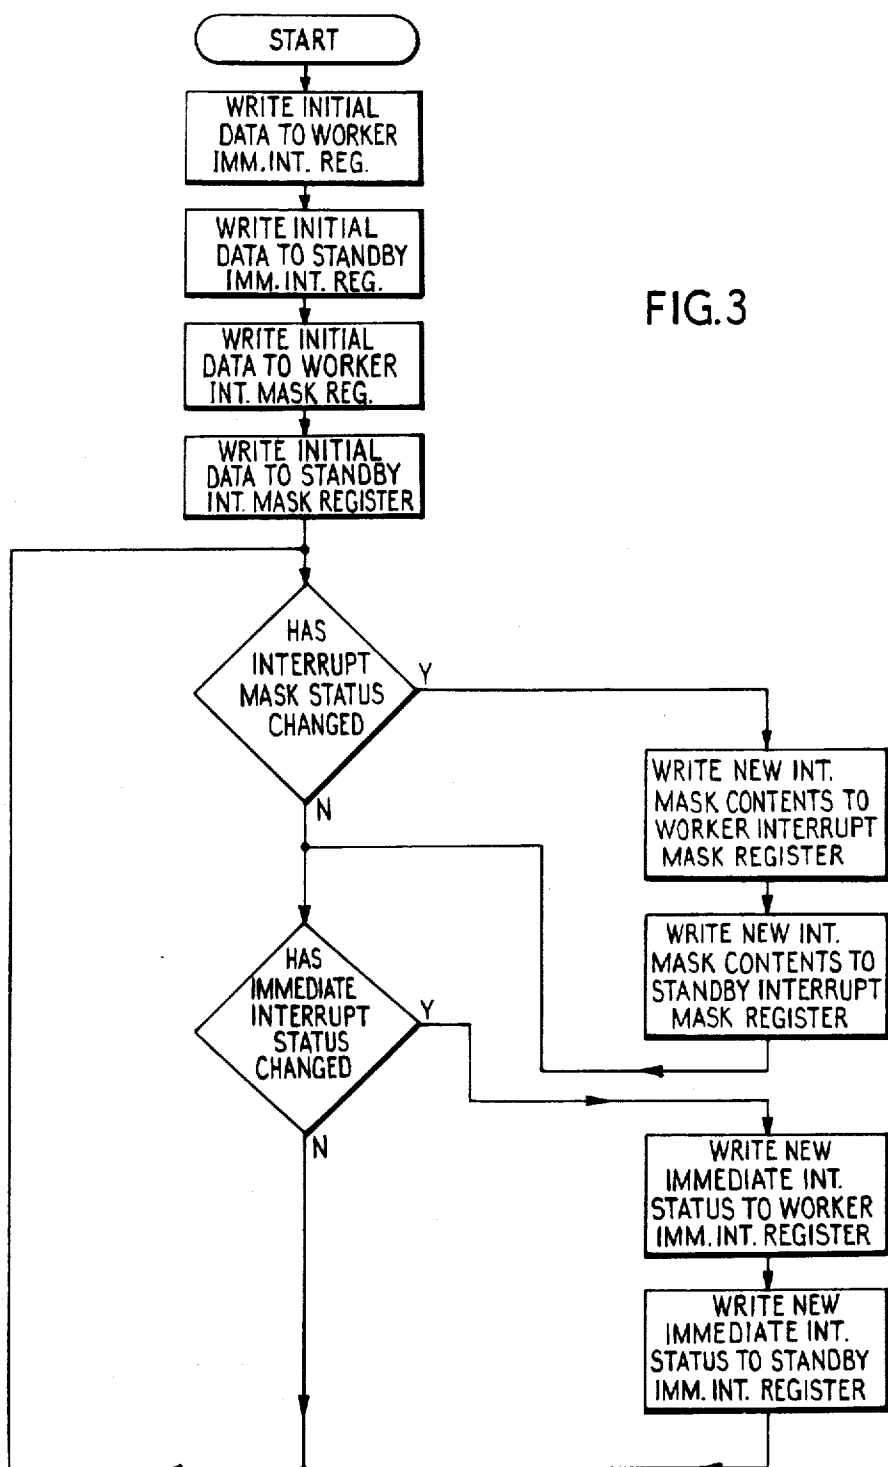 START
WRITE INITIAL
DATA TO WORKER
IMM.INT. REG.
WRITE INITIAL
DATA TO STANDBY
IMM.INT. REG.
FIG.3
WRITE INITIAL
DATA TO WORKER
INT. MASK REG.
WRITE INITIAL
DATA TO STANDBY
INT. MASK REGISTER
HAS
INTERRUPT
MASK STATUS
CHANGED
Y
N
WRITE NEW INT.
MASK CONTENTS TO
WORKER INTERRUPT
MASK REGISTER
WRITE NEW INT.
MASK CONTENTS TO
STANDBY INTERRUPT
MASK REGISTER
HAS
IMMEDIATE
INTERRUPT
STATUS
CHANGED
Y
N
WRITE NEW
IMMEDIATE INT.
STATUS TO WORKER
IMM. INT. REGISTER
WRITE NEW
IMMEDIATE INT.
STATUS TO STANDBY
IMM. INT. REGISTER